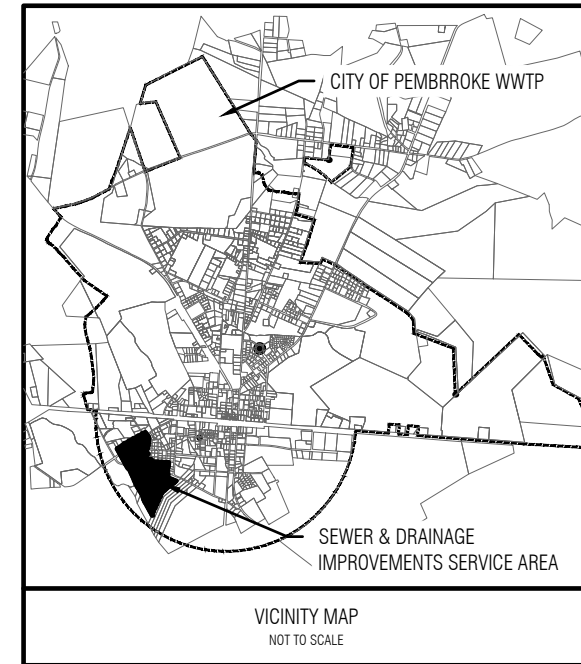 CITY OF PEMBRROKE WWTP
SEWER & DRAINAGE
IMPROVEMENTS SERVICE AREA
VICINITY MAP
NOT TO SCALE